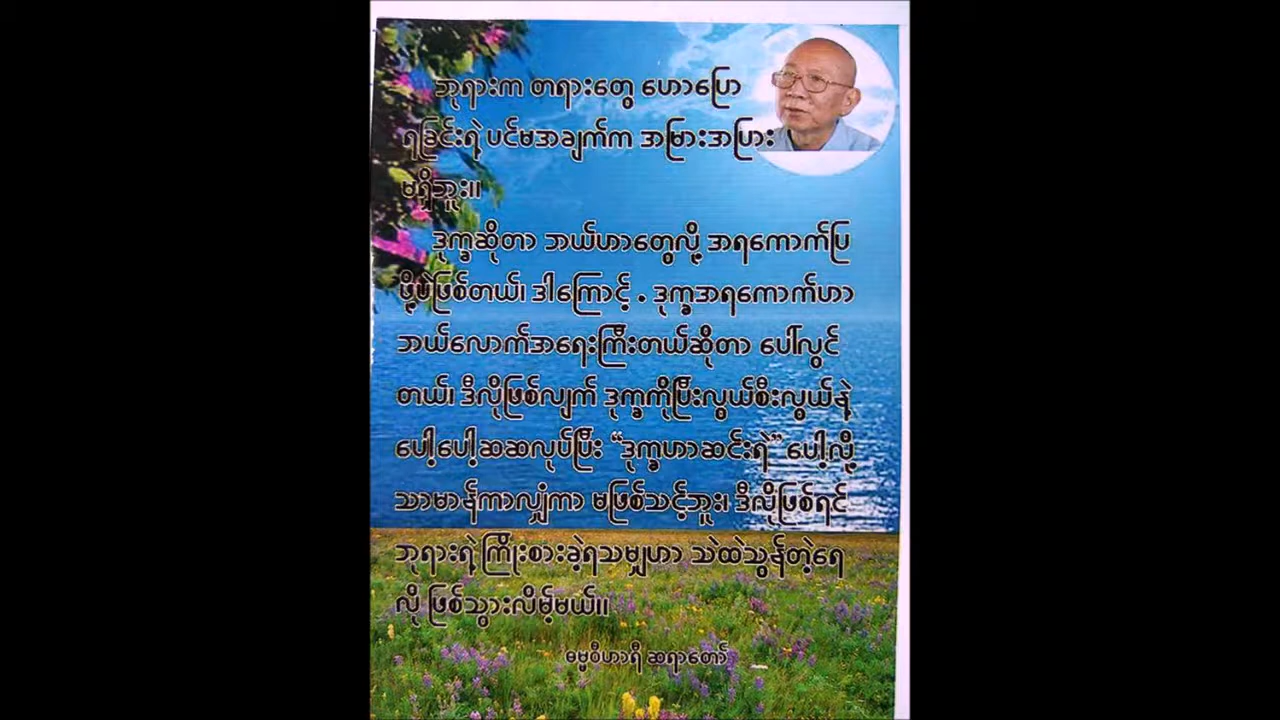 ဘုရားက တရားတွေ ဟောပြော
ရခြင်းရဲ့ ပင်မအချက်က အမြားအပြား
မရှိဘူး။
ဒုက္ခဆိုတာ ဘယ်ဟာတွေလို့ အရကောက်ပြ
ဖို့ပဲဖြစ်တယ်၊ ဒါကြောင့် . ဒုက္ခအရကောက်ဟာ
ဘယ်လောက်အရေးကြီးတယ်ဆိုတာ ပေါ်လွင်
တယ်၊ ဒီလိုဖြစ်လျက် ဒုက္ခကိုပြီးလွယ်စီးလွယ်နဲ့
ပေါ့ပေါ့ဆဆလုပ်ပြီး “ဒုက္ခဟာဆင်းရဲ” ပေါ့လို့
သာမာန်ကာလျှံကာ မဖြစ်သင့်ဘူး၊ ဒီလိုဖြစ်ရင်
ဘုရားရဲ့ ကြိုးစားခဲ့ရသမျှဟာ သဲထဲသွန်တဲ့ရေ
လို ဖြစ်သွားလိမ့်မယ်။
ဓမ္မဝီဟာရီ ဆရာတော်